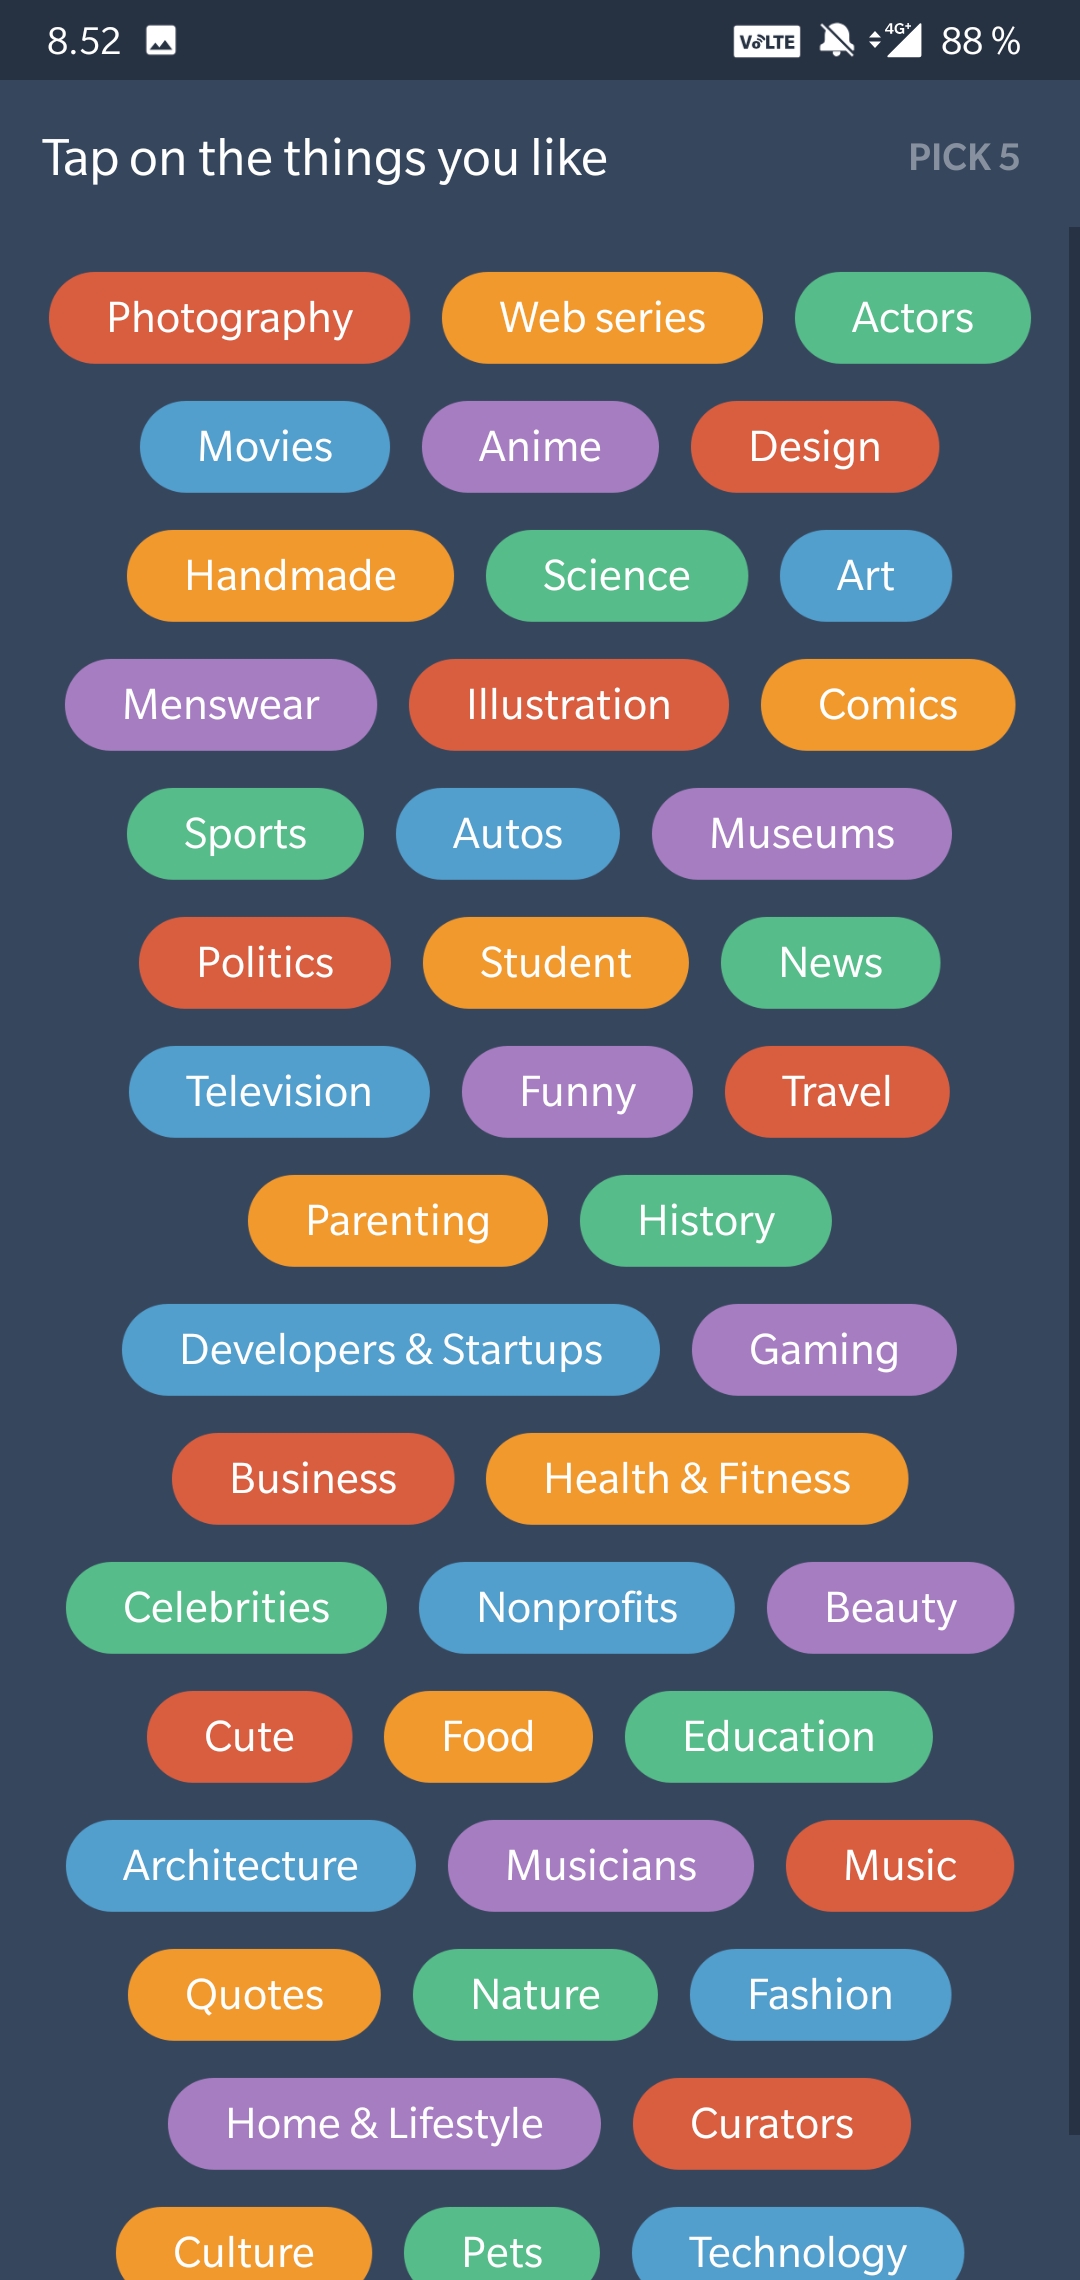 8.52 VoLTE 4G+ 88 %
Tap on the things you like PICK 5
Photography Web series Actors
Movies Anime Design
Handmade Science Art
Menswear Illustration Comics
Sports Autos Museums
Politics Student News
Television Funny Travel
Parenting History
Developers & Startups Gaming
Business Health & Fitness
Celebrities Nonprofits Beauty
Cute Food Education
Architecture Musicians Music
Quotes Nature Fashion
Home & Lifestyle Curators
Culture Pets Technology